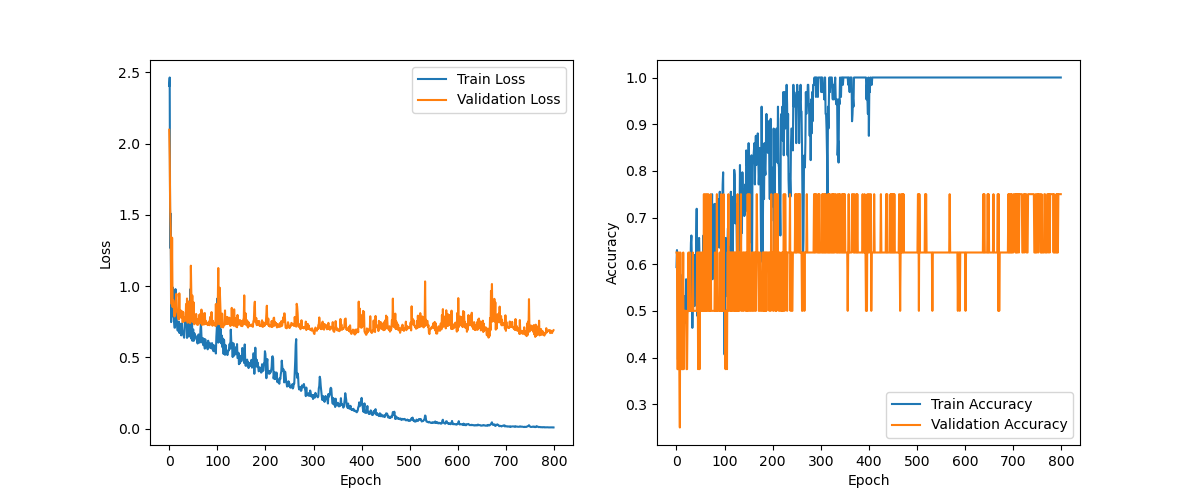 2.5
2.0
1.5
1.0
0.5
0.0
Loss
0 100 200 300 400 500 600 700 800
Epoch
Train Loss
Validation Loss
1.0
0.9
0.8
0.7
0.6
0.5
0.4
0.3
Accuracy
0 100 200 300 400 500 600 700 800
Epoch
Train Accuracy
Validation Accuracy